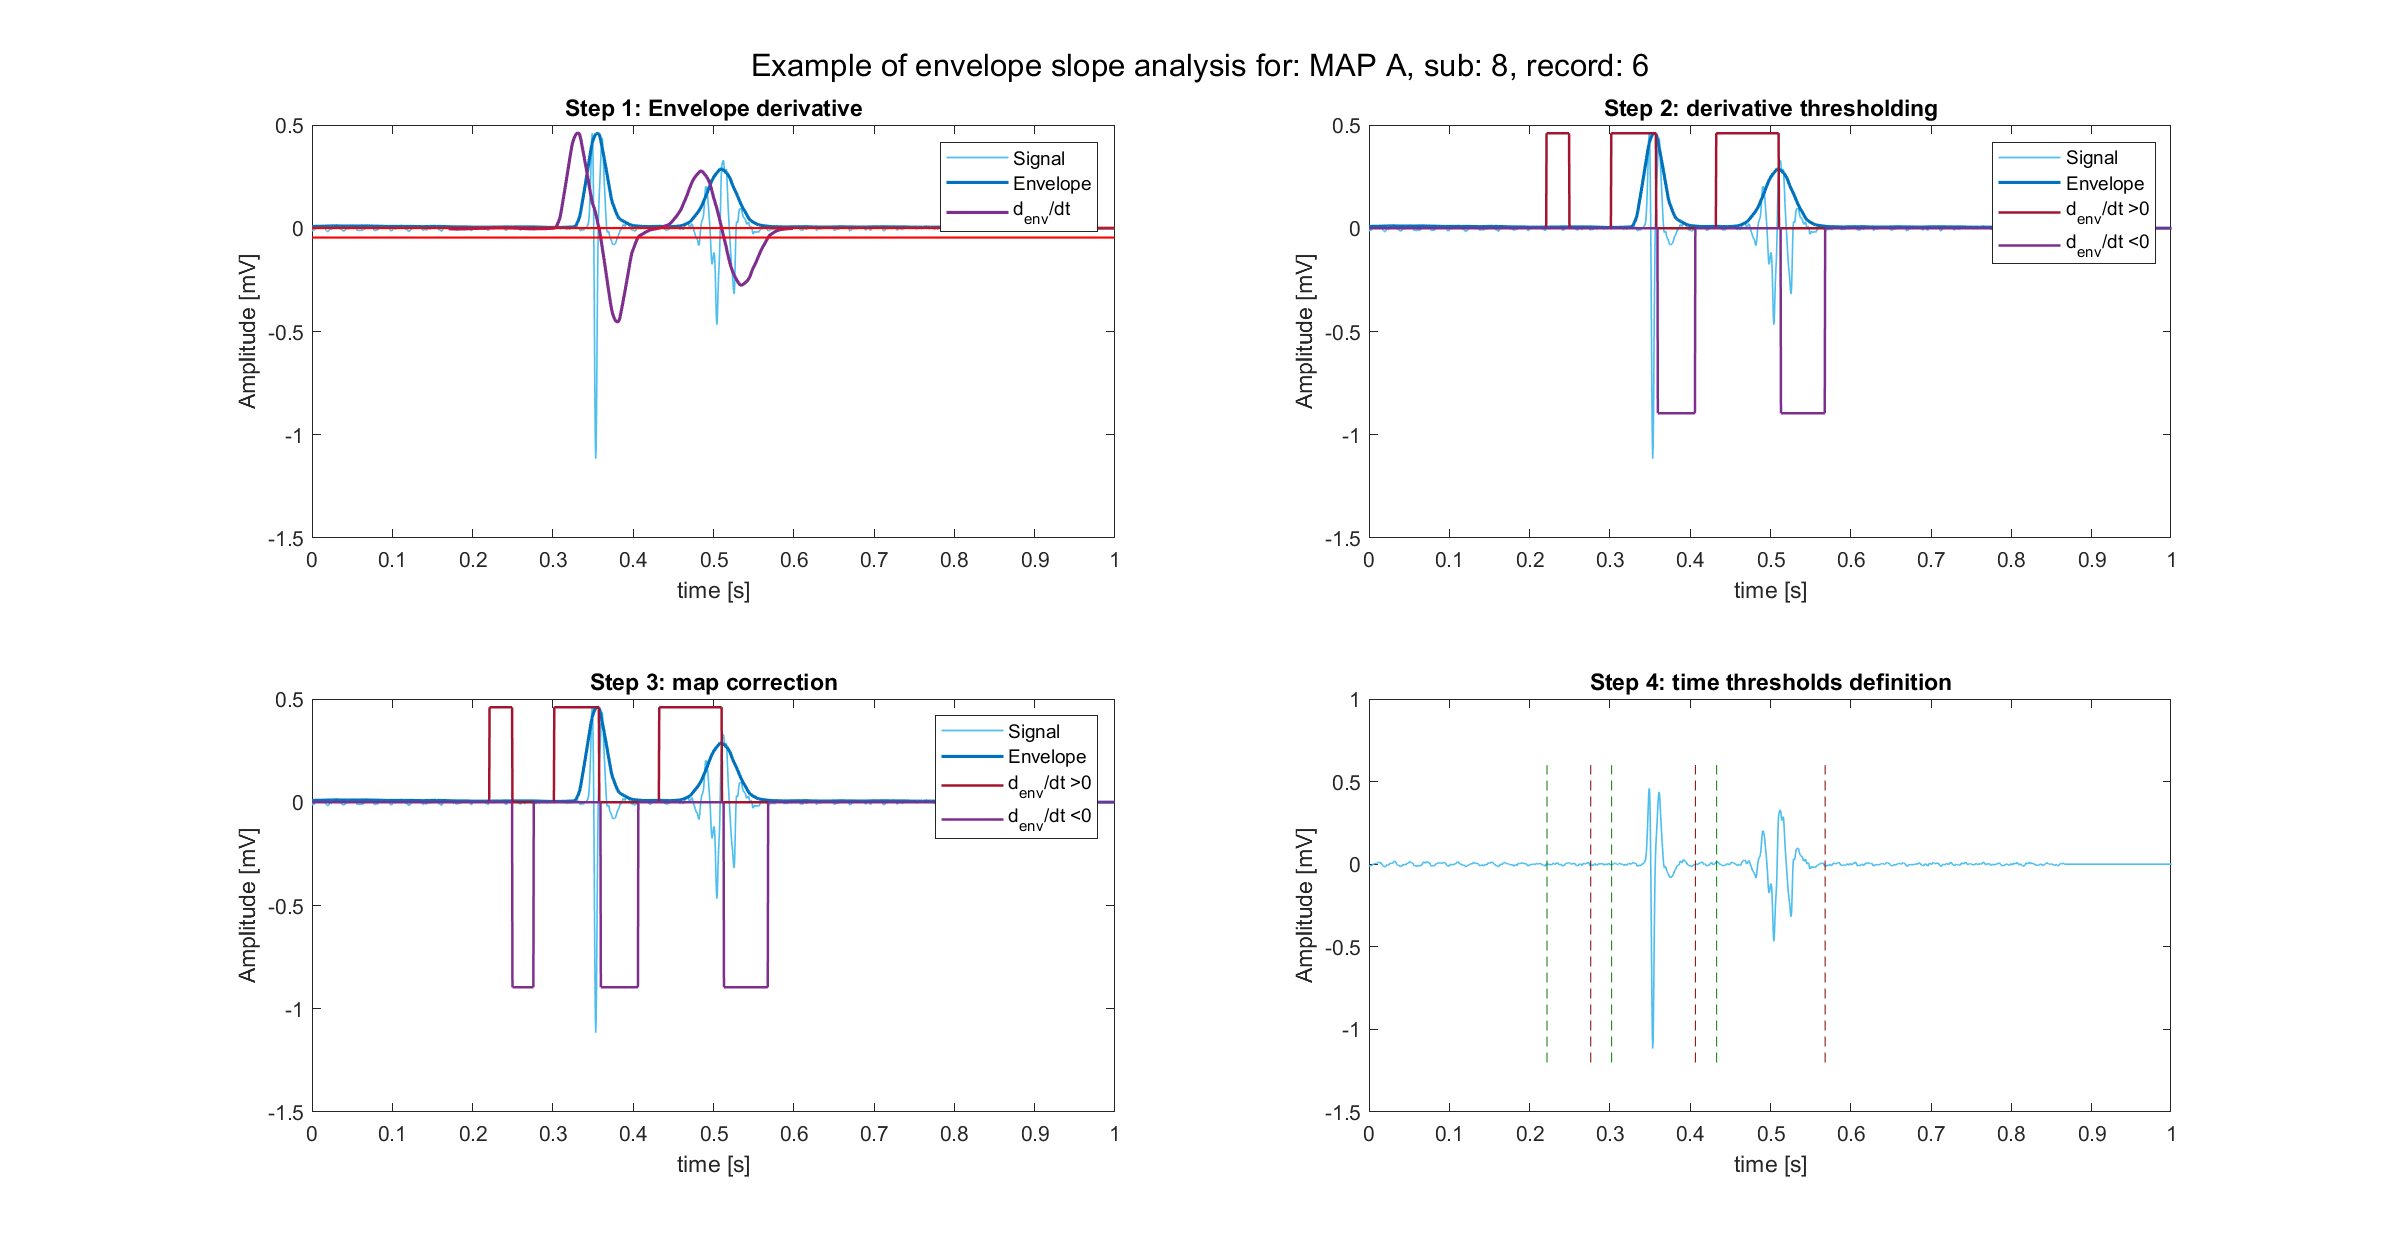 Example of envelope slope analysis for: MAP A, sub: 8, record: 6
Step 1: Envelope derivative
0.5
0
-0.5
-1
-1.5
Amplitude [mV]
0 0.1 0.2 0.3 0.4 0.5 0.6 0.7 0.8 0.9 1
time [s]
Signal
Envelope
d_env/dt
Step 2: derivative thresholding
0.5
0
-0.5
-1
-1.5
Amplitude [mV]
0 0.1 0.2 0.3 0.4 0.5 0.6 0.7 0.8 0.9 1
time [s]
Signal
Envelope
d_env/dt >0
d_env/dt <0
Step 3: map correction
0.5
0
-0.5
-1
-1.5
Amplitude [mV]
0 0.1 0.2 0.3 0.4 0.5 0.6 0.7 0.8 0.9 1
time [s]
Signal
Envelope
d_env/dt >0
d_env/dt <0
Step 4: time thresholds definition
1
0.5
0
-0.5
-1
-1.5
Amplitude [mV]
0 0.1 0.2 0.3 0.4 0.5 0.6 0.7 0.8 0.9 1
time [s]